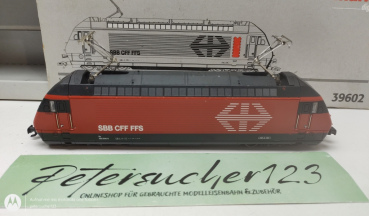 SBB CFF FFS
39602
SBB CFF FFS
Petersucher123
ONLINESHOP FÜR GEBRAUCHTE MODELLEISENBAHN & ZUBEHÖR